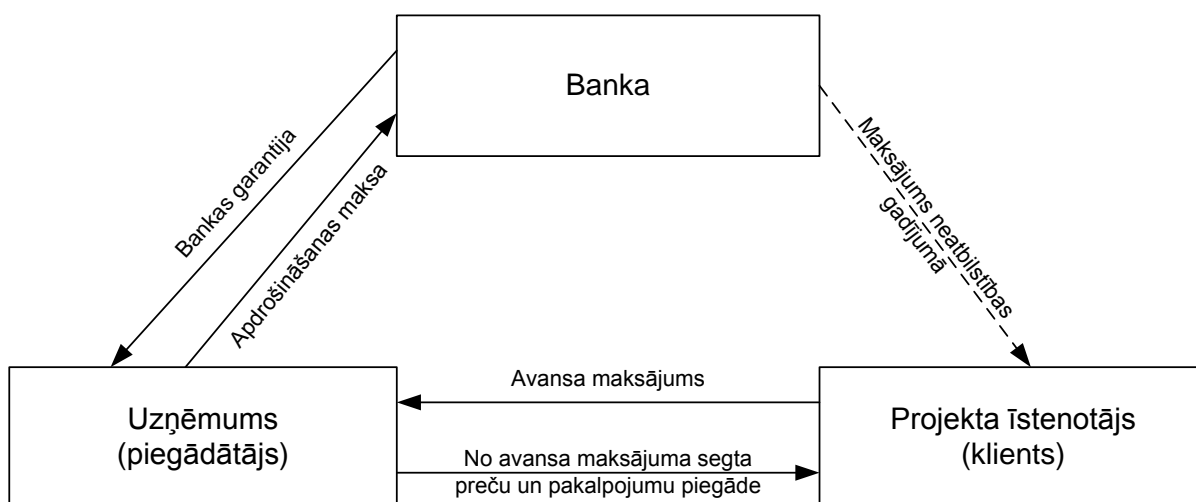 Banka
Bankas garantija
Apdrošināšanas maksa
Maksājums neatbilstības
gadījumā
Avansa maksājums
Uzņēmums
(piegādātājs)
No avansa maksājuma segta
preču un pakalpojumu piegāde
Projekta īstenotājs
(klients)